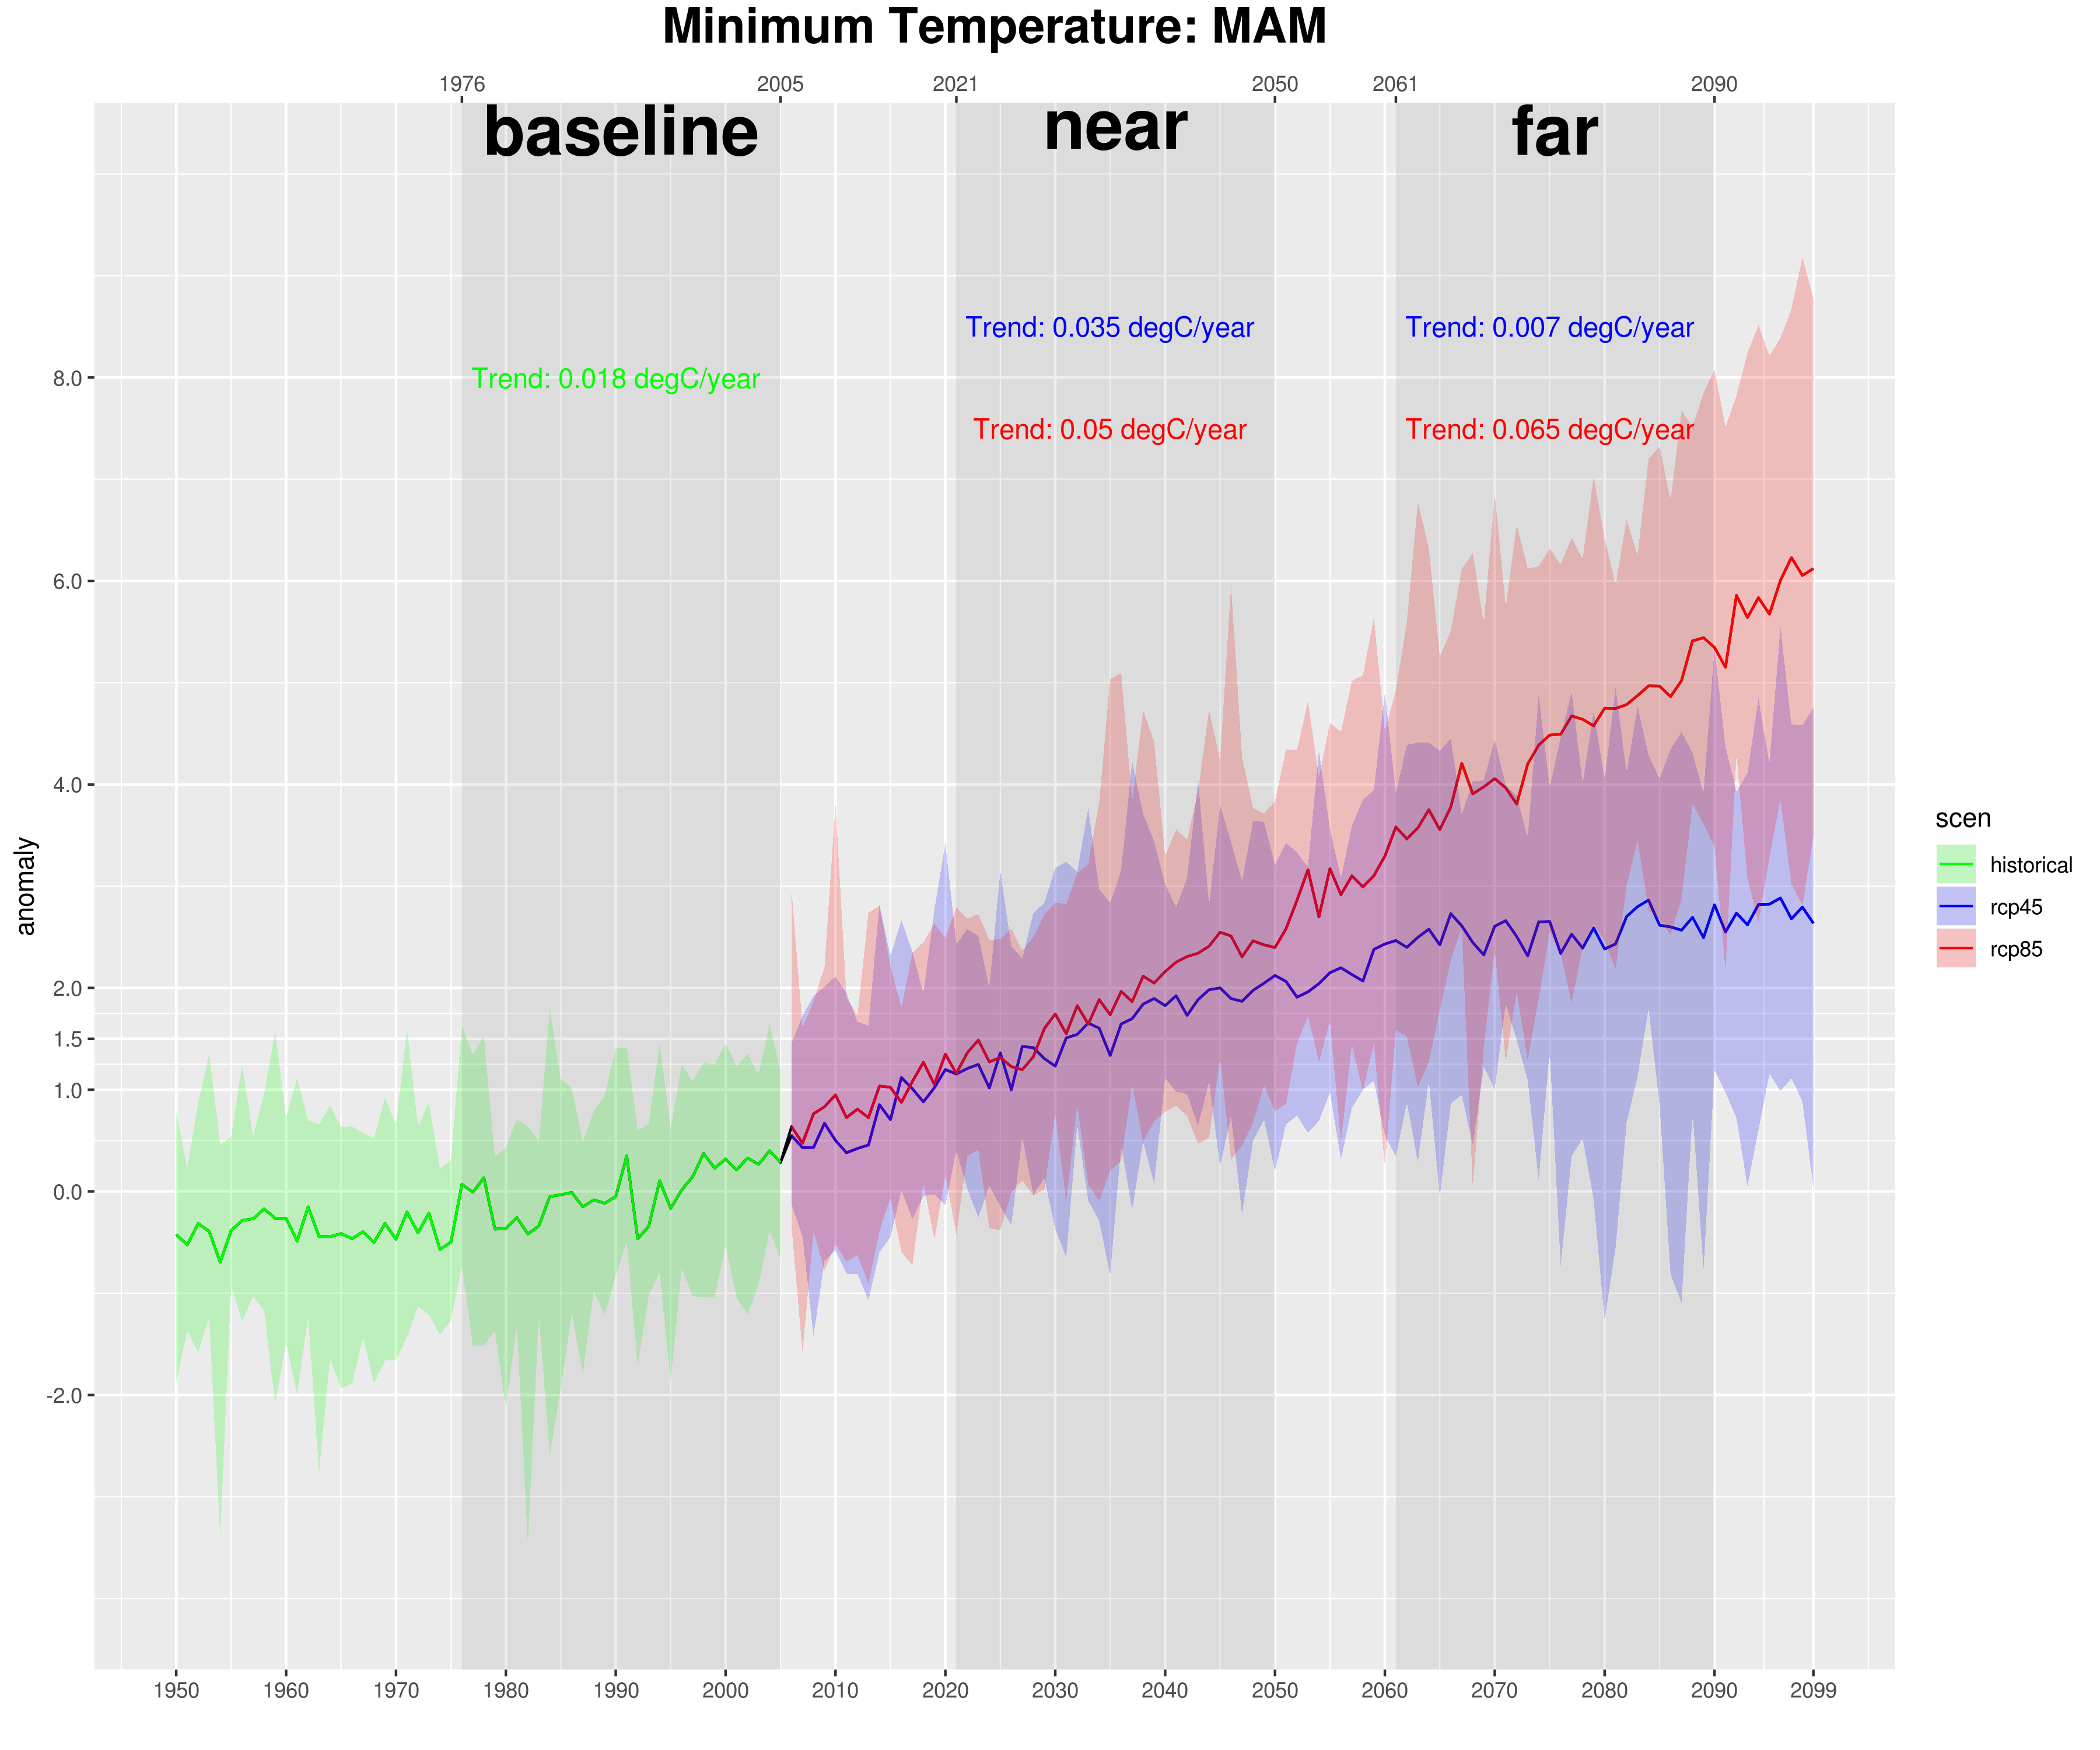 Minimum Temperature: MAM
1976 2005 2021 2050 2061 2090
baseline near far
Trend: 0.035 degC/year Trend: 0.007 degC/year
Trend: 0.018 degC/year
Trend: 0.05 degC/year Trend: 0.065 degC/year
8.0
6.0
4.0
2.0
1.5
1.0
0.0
-2.0
anomaly
scen
historical
rcp45
rcp85
1950 1960 1970 1980 1990 2000 2010 2020 2030 2040 2050 2060 2070 2080 2090 2099